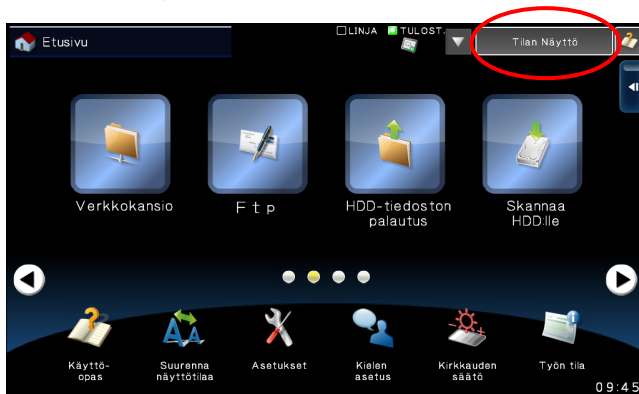 Etusivu
LINJA
TULOST.
Tilan Näyttö
Verkkokansio
Ftp
HDD-tiedoston
palautus
Skannaa
HDD:lle
Käyttö-
opas
Suurenna
näyttötilaa
Asetukset
Kielen
asetus
Kirkkauden
säätö
Työn tila
09:45